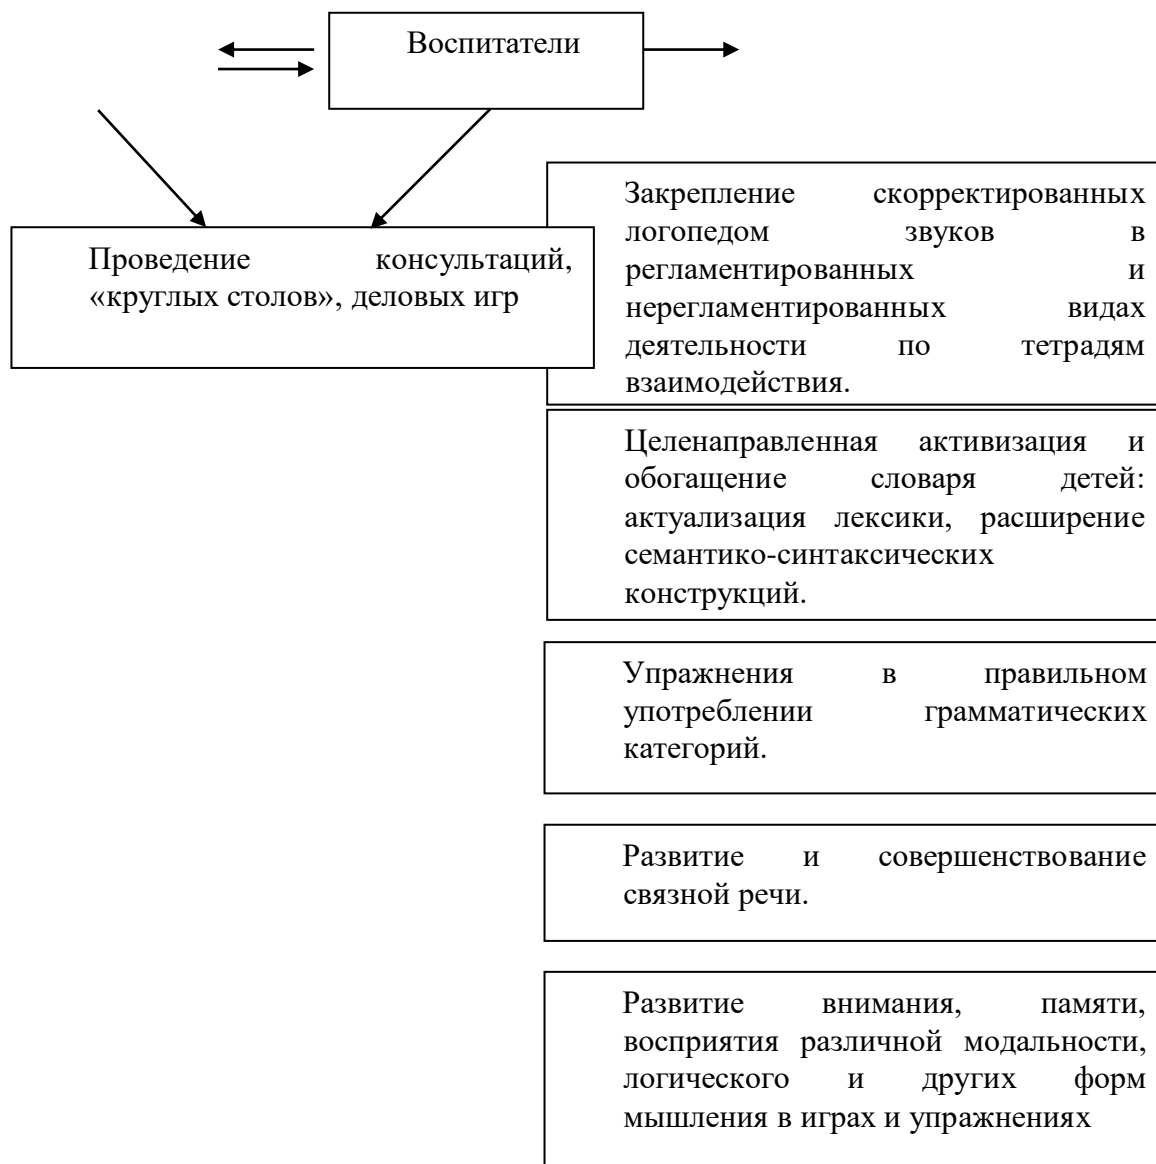 Воспитатели
Проведение консультаций,
«круглых столов», деловых игр
Закрепление скорректированных
логопедом звуков в
регламентированных и
нерегламентированных видах
деятельности по тетрадям
взаимодействия.
Целенаправленная активизация и
обогащение словаря детей:
актуализация лексики, расширение
семантико-синтаксических
конструкций.
Упражнения в правильном
употреблении грамматических
категорий.
Развитие и совершенствование
связной речи.
Развитие внимания, памяти,
восприятия различной модальности,
логического и других форм
мышления в играх и упражнениях